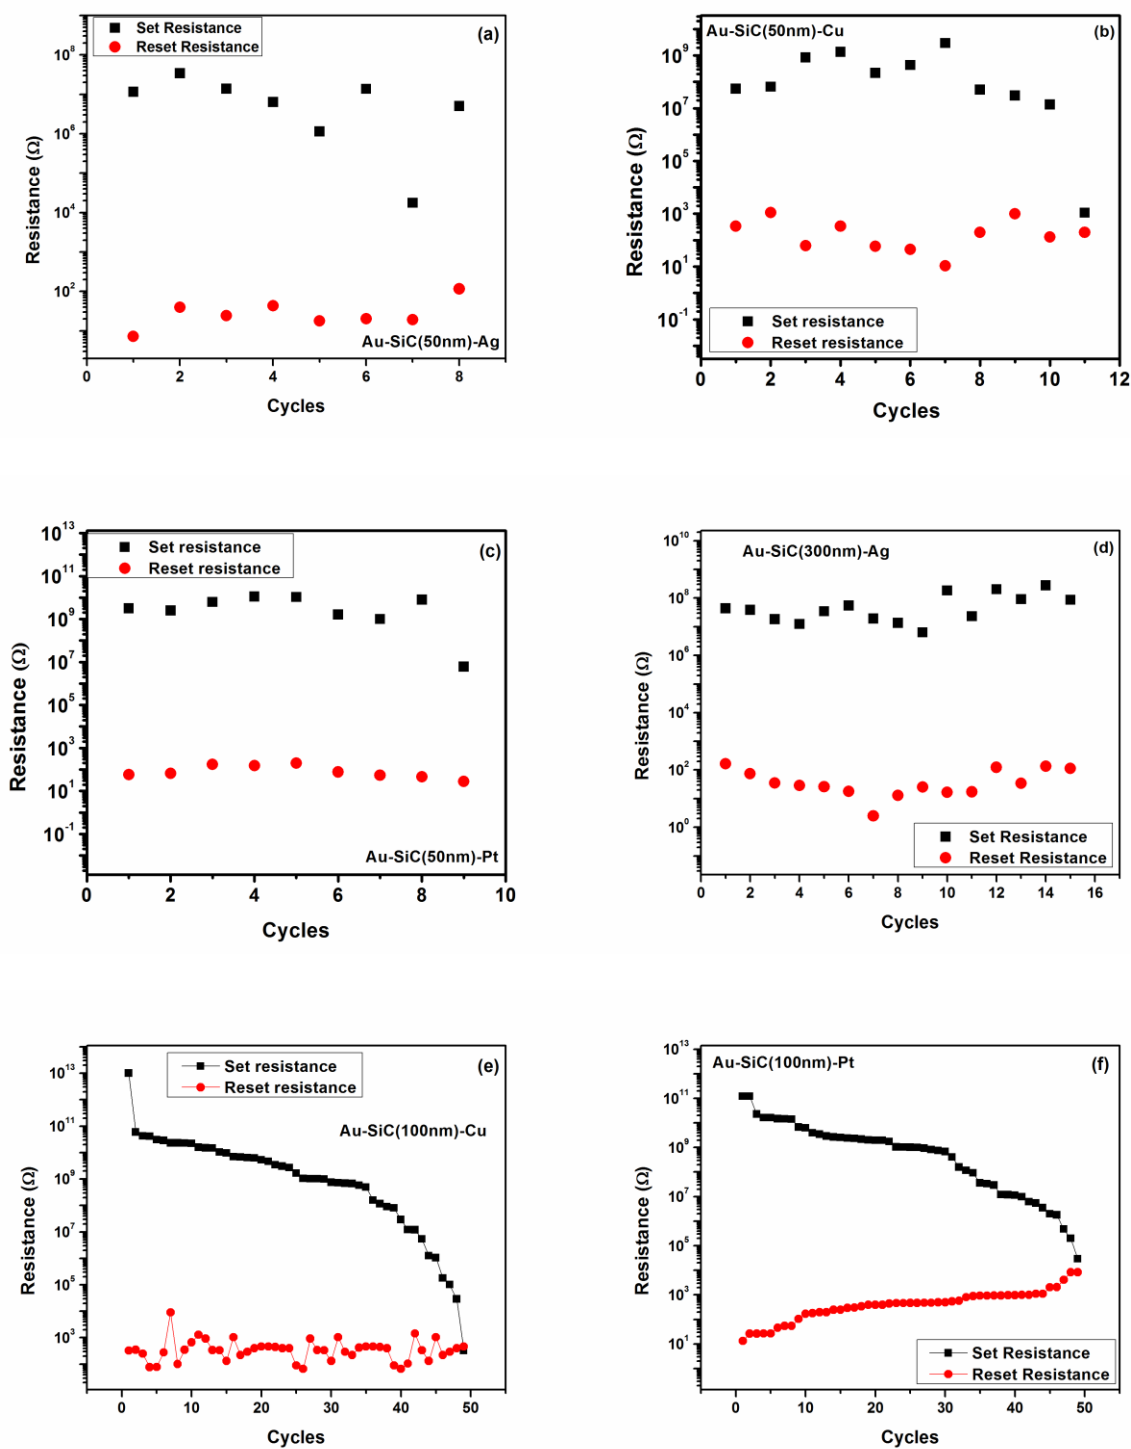 Set Resistance
Reset Resistance
(a)
10^8
10^6
10^4
10^2
Resistance (Ω)
Au-SiC(50nm)-Ag
0 2 4 6 8
Cycles
Au-SiC(50nm)-Cu
(b)
10^9
10^7
10^5
10^3
10^1
10^-1
Resistance (Ω)
Set resistance
Reset resistance
0 2 4 6 8 10 12
Cycles
10^13
10^11
10^9
10^7
10^5
10^3
10^1
10^-1
Resistance (Ω)
Set resistance
Reset resistance
(c)
Au-SiC(50nm)-Pt
0 2 4 6 8 10
Cycles
10^10
10^8
10^6
10^4
10^2
10^0
Resistance (Ω)
Au-SiC(300nm)-Ag
(d)
Set Resistance
Reset Resistance
0 2 4 6 8 10 12 14 16
Cycles
10^13
10^11
10^9
10^7
10^5
10^3
Resistance (Ω)
Set resistance
Reset resistance
(e)
Au-SiC(100nm)-Cu
0 10 20 30 40 50
Cycles
10^13
10^11
10^9
10^7
10^5
10^3
10^1
Resistance (Ω)
Au-SiC(100nm)-Pt
(f)
Set Resistance
Reset Resistance
0 10 20 30 40 50
Cycles